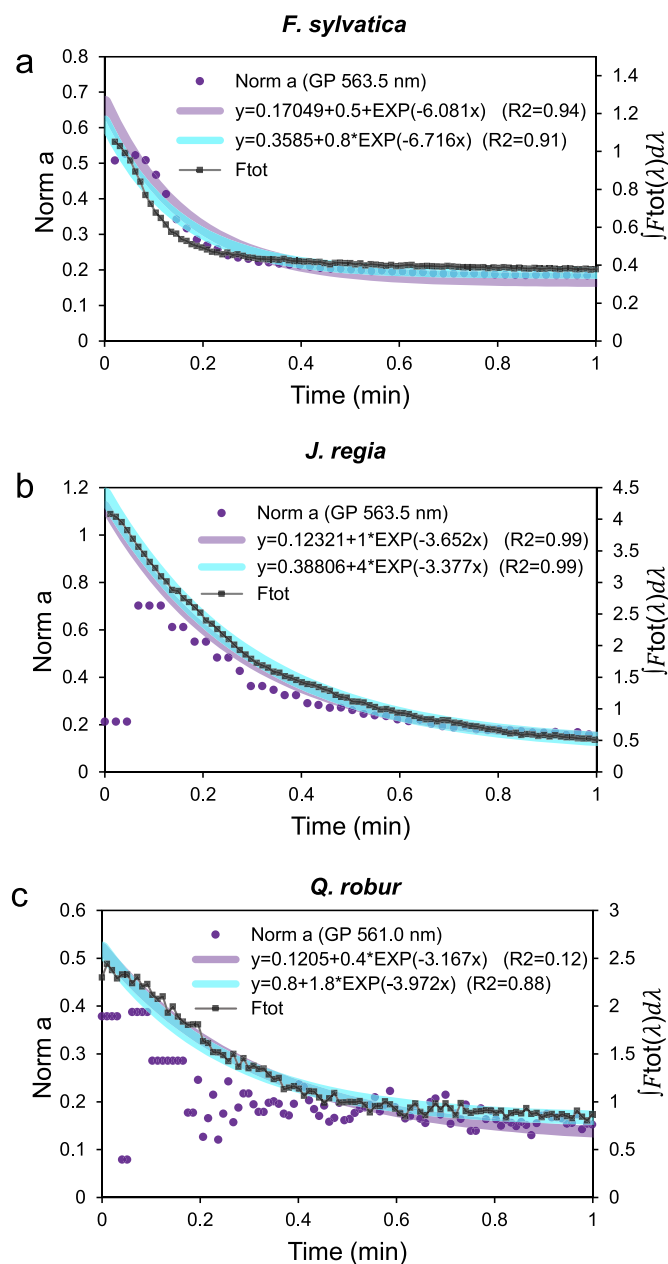 F. sylvatica
a
0.8
0.7
0.6
0.5
0.4
0.3
0.2
0.1
0
Norm a
Norm a (GP 563.5 nm)
y=0.17049+0.5+EXP(-6.081x) (R2=0.94)
y=0.3585+0.8*EXP(-6.716x) (R2=0.91)
Ftot
1.4
1.2
1
0.8
0.6
0.4
0.2
0
∫Ftot(λ)dλ
0 0.2 0.4 0.6 0.8 1
Time (min)
J. regia
b
1.2
1
0.8
0.6
0.4
0.2
0
Norm a
Norm a (GP 563.5 nm)
y=0.12321+1*EXP(-3.652x) (R2=0.99)
y=0.38806+4*EXP(-3.377x) (R2=0.99)
Ftot
4.5
4
3.5
3
2.5
2
1.5
1
0.5
0
∫Ftot(λ)dλ
0 0.2 0.4 0.6 0.8 1
Time (min)
Q. robur
c
0.6
0.5
0.4
0.3
0.2
0.1
0
Norm a
Norm a (GP 561.0 nm)
y=0.1205+0.4*EXP(-3.167x) (R2=0.12)
y=0.8+1.8*EXP(-3.972x) (R2=0.88)
Ftot
3
2.5
2
1.5
1
0.5
0
∫Ftot(λ)dλ
0 0.2 0.4 0.6 0.8 1
Time (min)